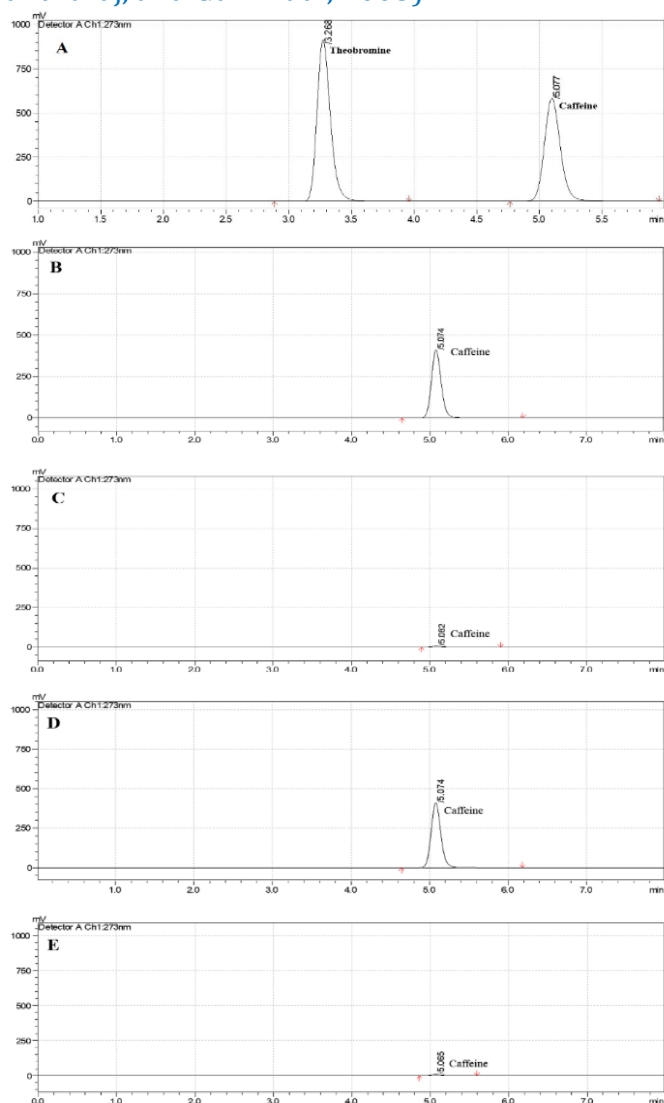 mV
Detector A Ch1:273nm
A
/3.268
Theobromine
/5.077
Caffeine
1000
750
500
250
0
1.0 1.5 2.0 2.5 3.0 3.5 4.0 4.5 5.0 5.5 min
mV
Detector A Ch1:273nm
B
/5.074
Caffeine
1000
750
500
250
0
0.0 1.0 2.0 3.0 4.0 5.0 6.0 7.0 min
mV
Detector A Ch1:273nm
C
/5.082
Caffeine
1000
750
500
250
0
0.0 1.0 2.0 3.0 4.0 5.0 6.0 7.0 min
mV
Detector A Ch1:273nm
D
/5.074
Caffeine
1000
750
500
250
0
1.0 2.0 3.0 4.0 5.0 6.0 7.0 min
mV
Detector A Ch1:273nm
E
/5.065
Caffeine
1000
750
500
250
0
0.0 1.0 2.0 3.0 4.0 5.0 6.0 7.0 min